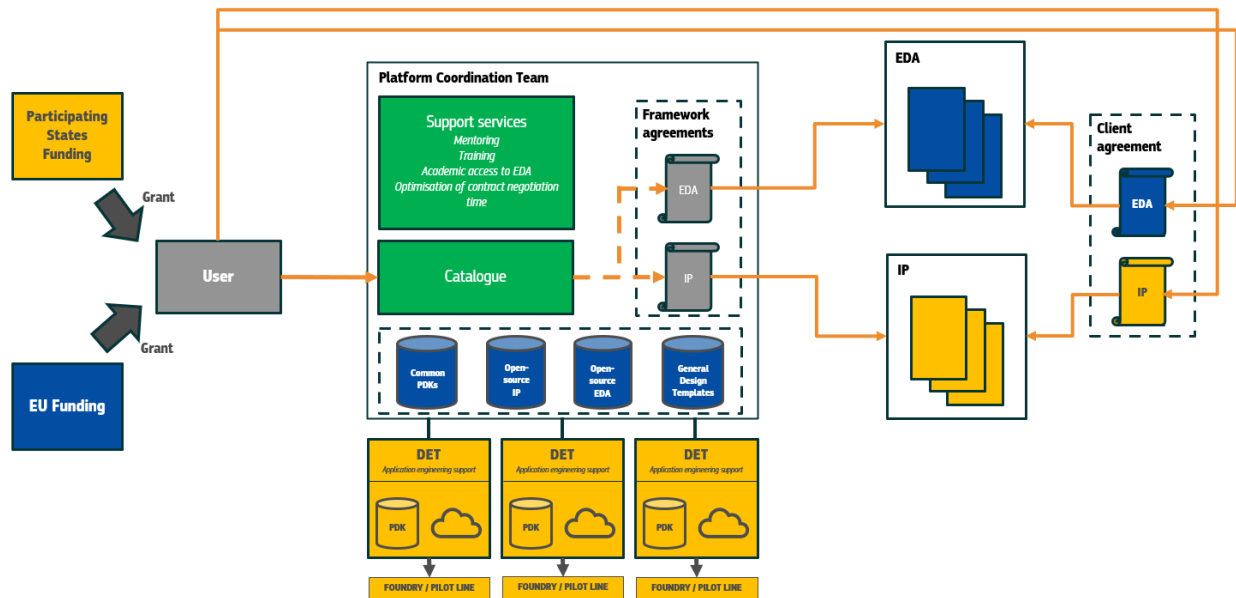 Participating
States
Funding
Grant
User
Grant
EU Funding
Platform Coordination Team
Support services
Mentoring
Training
Academic access to EDA
Optimisation of contract negotiation
time
Catalogue
Framework
agreements
EDA
IP
Common
PDKs
Open-
source
IP
Open-
source
EDA
General
Design
Templates
DET
Application engineering support
PDK
FOUNDRY / PILOT LINE
DET
Application engineering support
PDK
FOUNDRY / PILOT LINE
DET
Application engineering support
PDK
FOUNDRY / PILOT LINE
EDA
IP
Client
agreement
EDA
IP